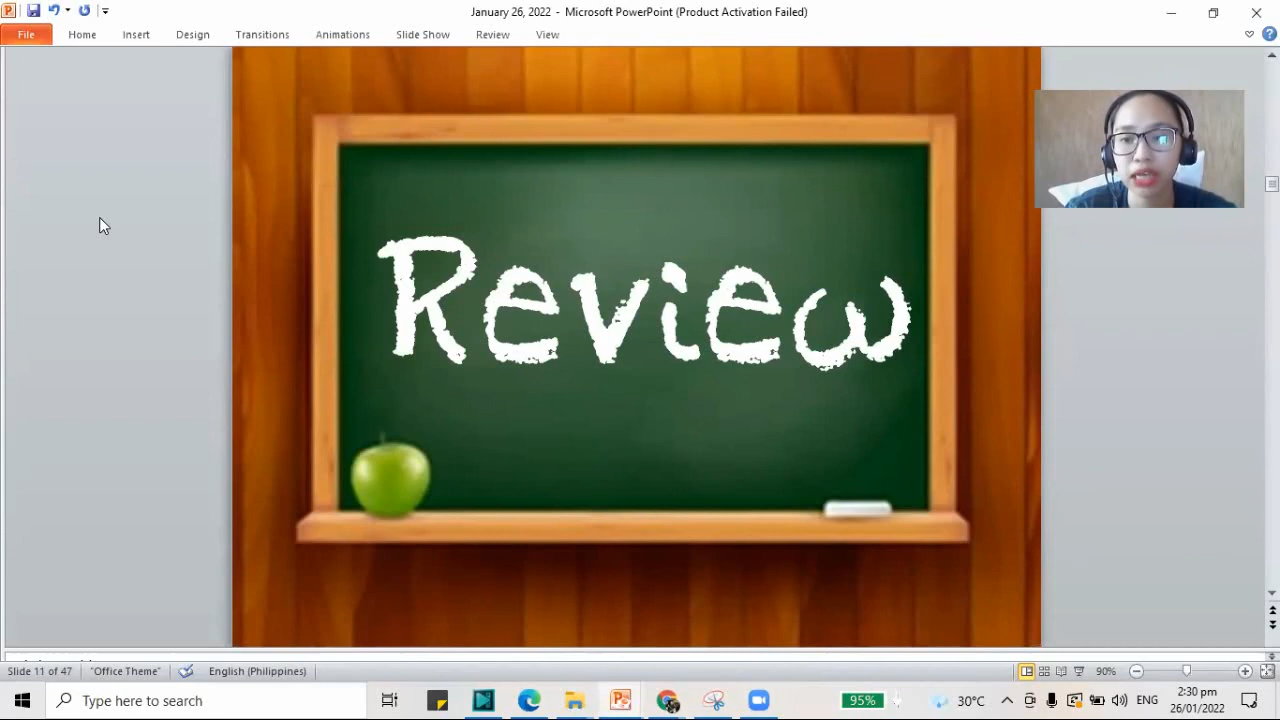 January 26, 2022 - Microsoft PowerPoint (Product Activation Failed)
File Home Insert Design Transitions Animations Slide Show Review View
Review
Slide 11 of 47 "Office Theme" English (Philippines) 90%
Type here to search 95% 30°C ENG 2:30 pm
26/01/2022